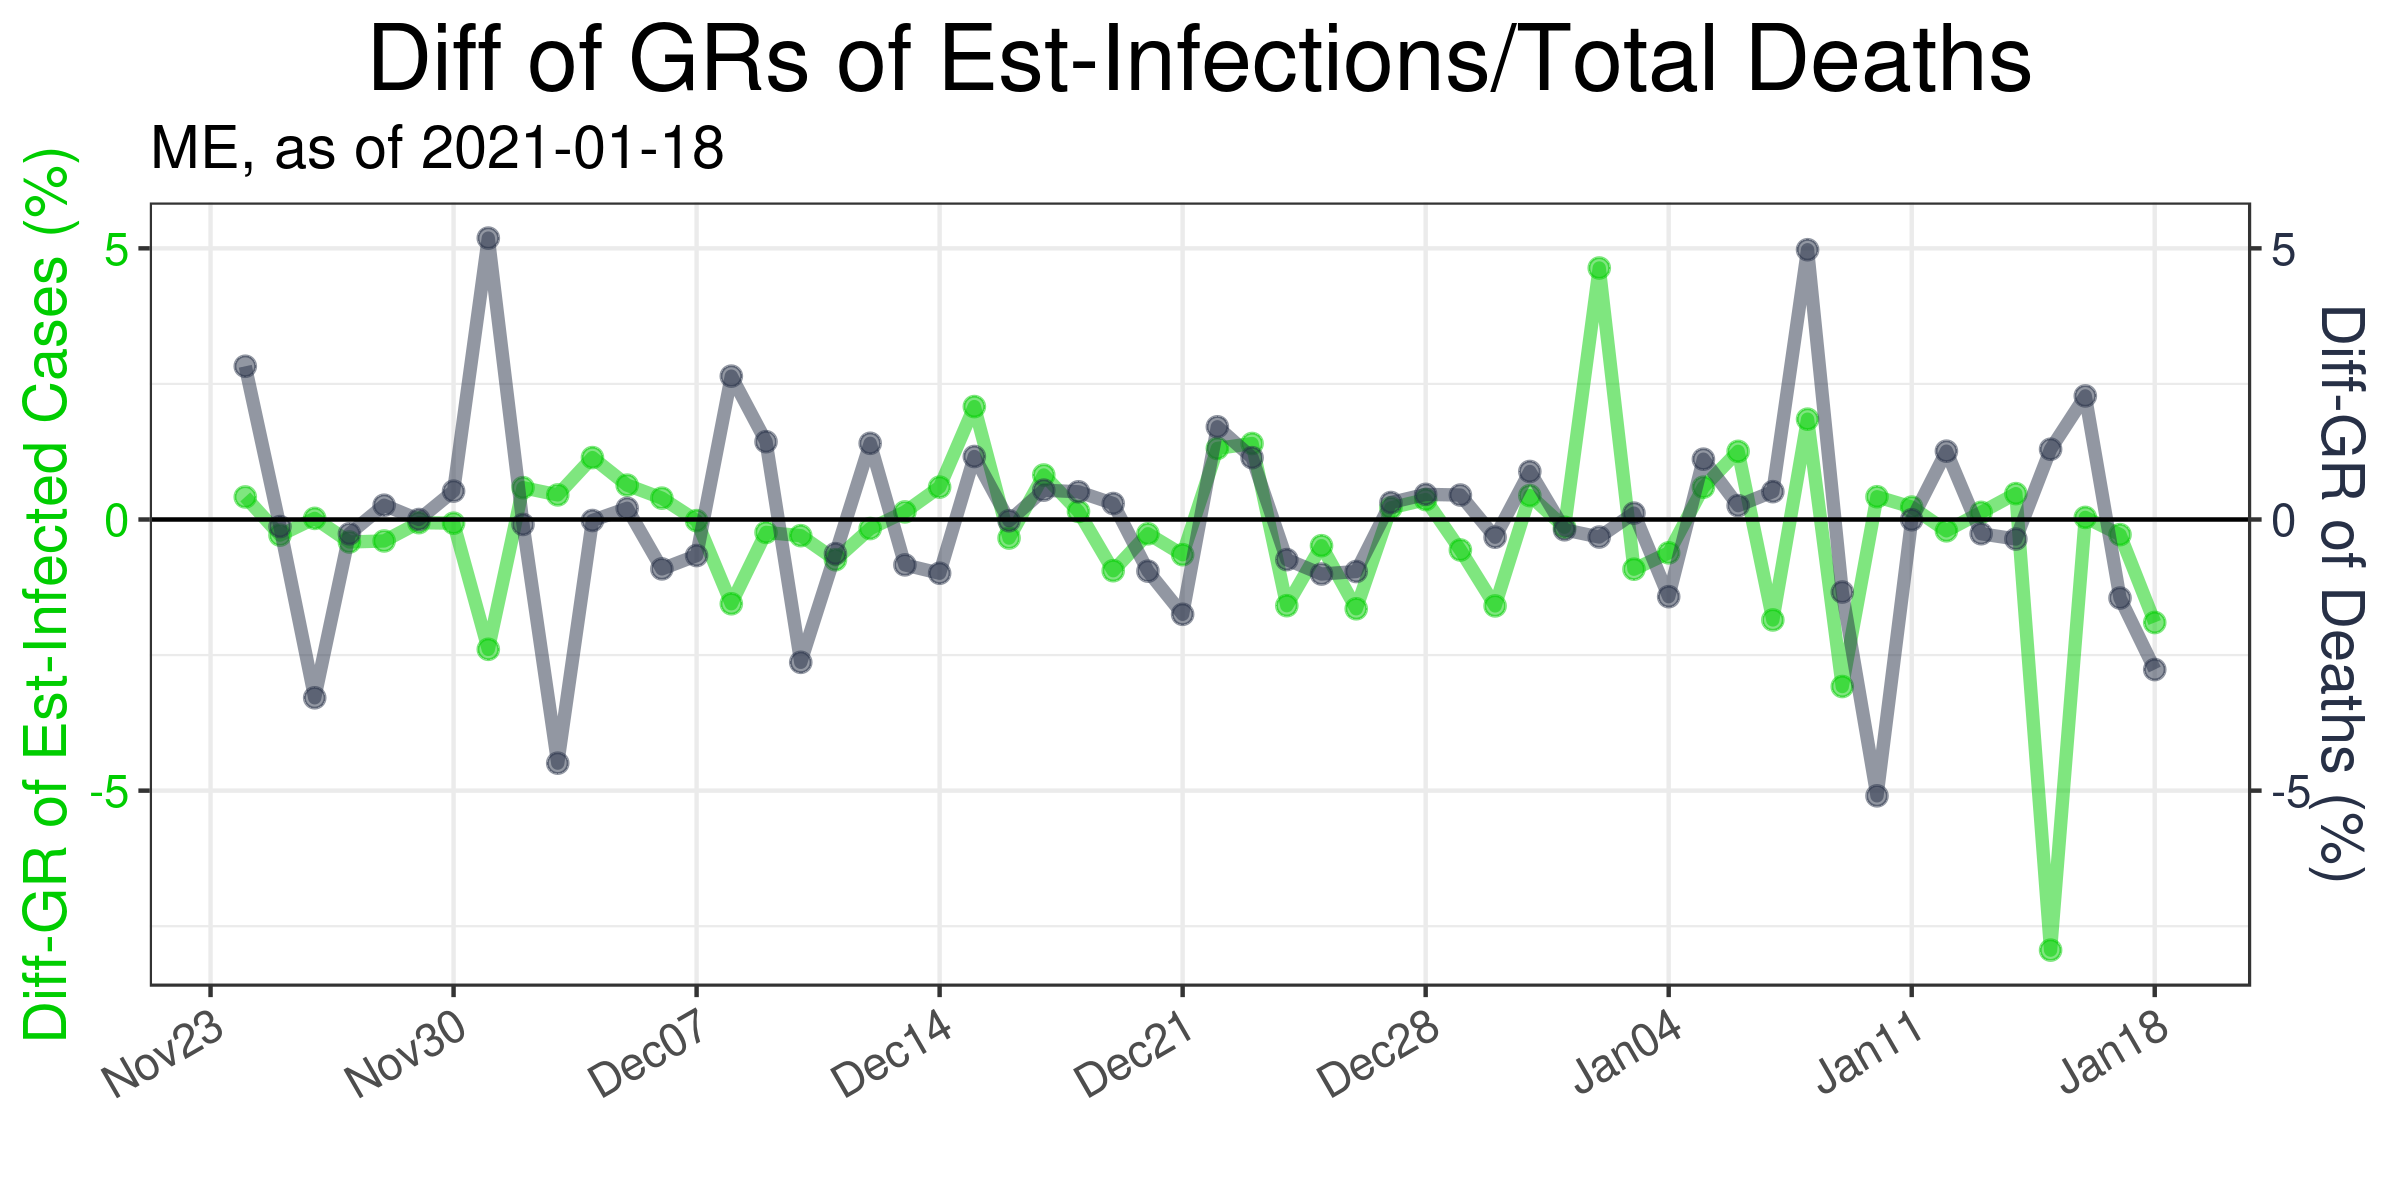 Diff of GRs of Est-Infections/Total Deaths
ME, as of 2021-01-18
Diff-GR of Est-Infected Cases (%)
5
0
-5
5
0
-5
Diff-GR of Deaths (%)
Nov23
Nov30
Dec07
Dec14
Dec21
Dec28
Jan04
Jan11
Jan18